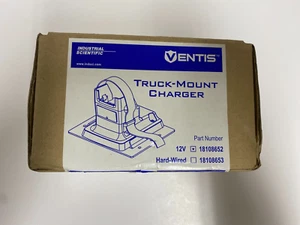 INDUSTRIAL
SCIENTIFIC
VENTIS®
TRUCK-MOUNT
CHARGER
Part Number
12V 18108652
Hard-Wired 18108653